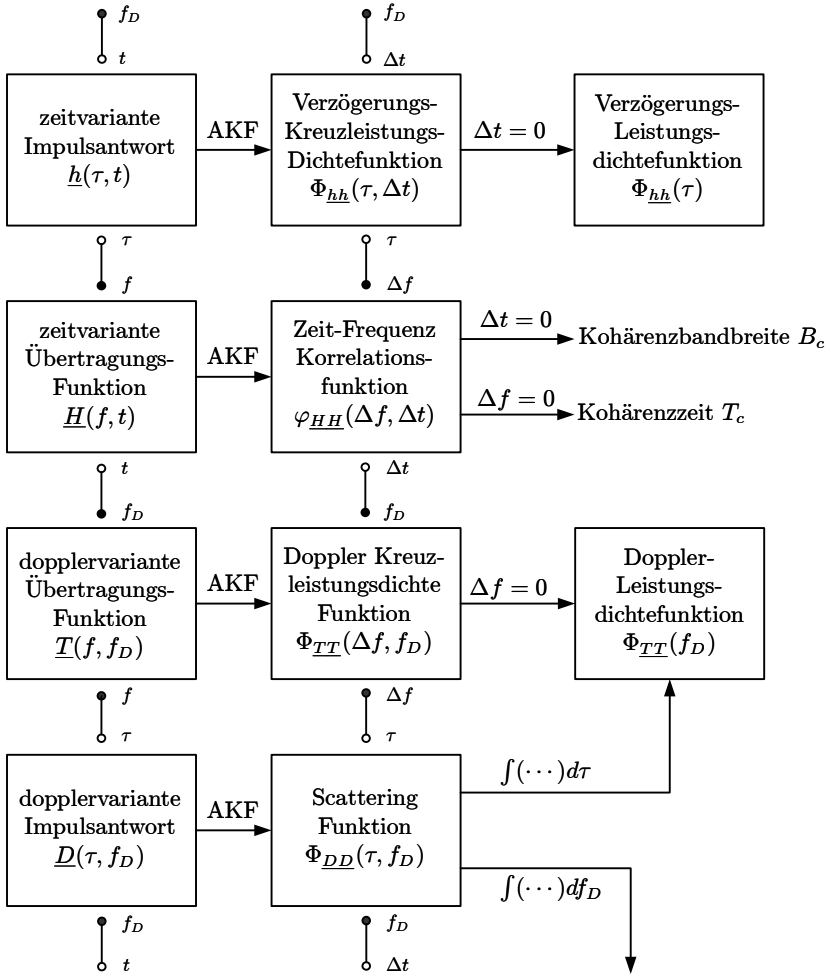 f_D
f_D
t
Δt
zeitvariante
Impulsantwort
h(τ, t)
AKF
Verzögerungs-
Kreuzleistungs-
Dichtefunktion
Φ_hh(τ, Δt)
Δt = 0
Verzögerungs-
Leistungs-
dichtefunktion
Φ_hh(τ)
τ
τ
f
Δf
zeitvariante
Übertragungs-
Funktion
H(f, t)
AKF
Zeit-Frequenz
Korrelations-
funktion
φ_HH(Δf, Δt)
Δt = 0
Kohärenzbandbreite B_c
Δf = 0
Kohärenzzeit T_c
t
Δt
f_D
f_D
dopplervariante
Übertragungs-
Funktion
T(f, f_D)
AKF
Doppler Kreuz-
leistungsdichte
Funktion
Φ_TT(Δf, f_D)
Δf = 0
Doppler-
Leistungs-
dichtefunktion
Φ_TT(f_D)
f
Δf
τ
τ
dopplervariante
Impulsantwort
D(τ, f_D)
AKF
Scattering
Funktion
Φ_DD(τ, f_D)
∫(···)dτ
∫(···)df_D
f_D
f_D
t
Δt